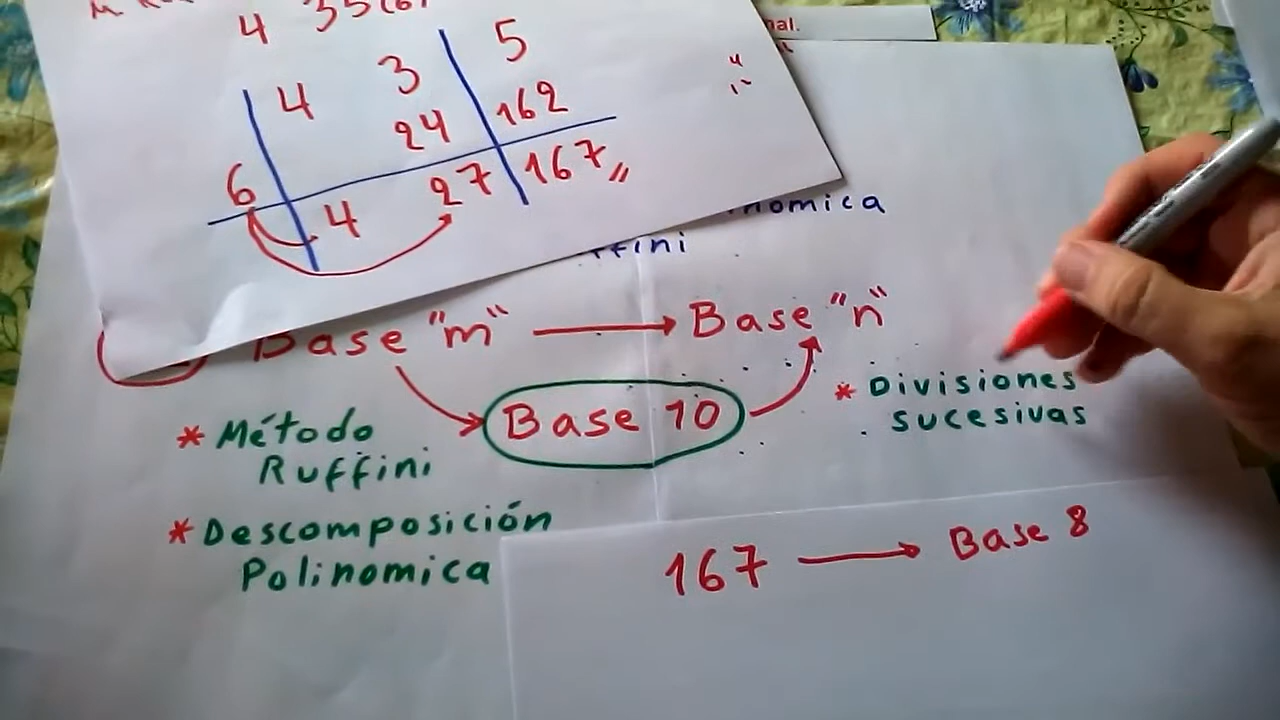 4 35(6)
4 3 5
24 162
6
4 27 167,,
nal.
nomica
ffini
Base "m" → Base "n"
Base 10
* Divisiones
sucesivas
* Método
Ruffini
* Descomposición
Polinomica
167 → Base 8